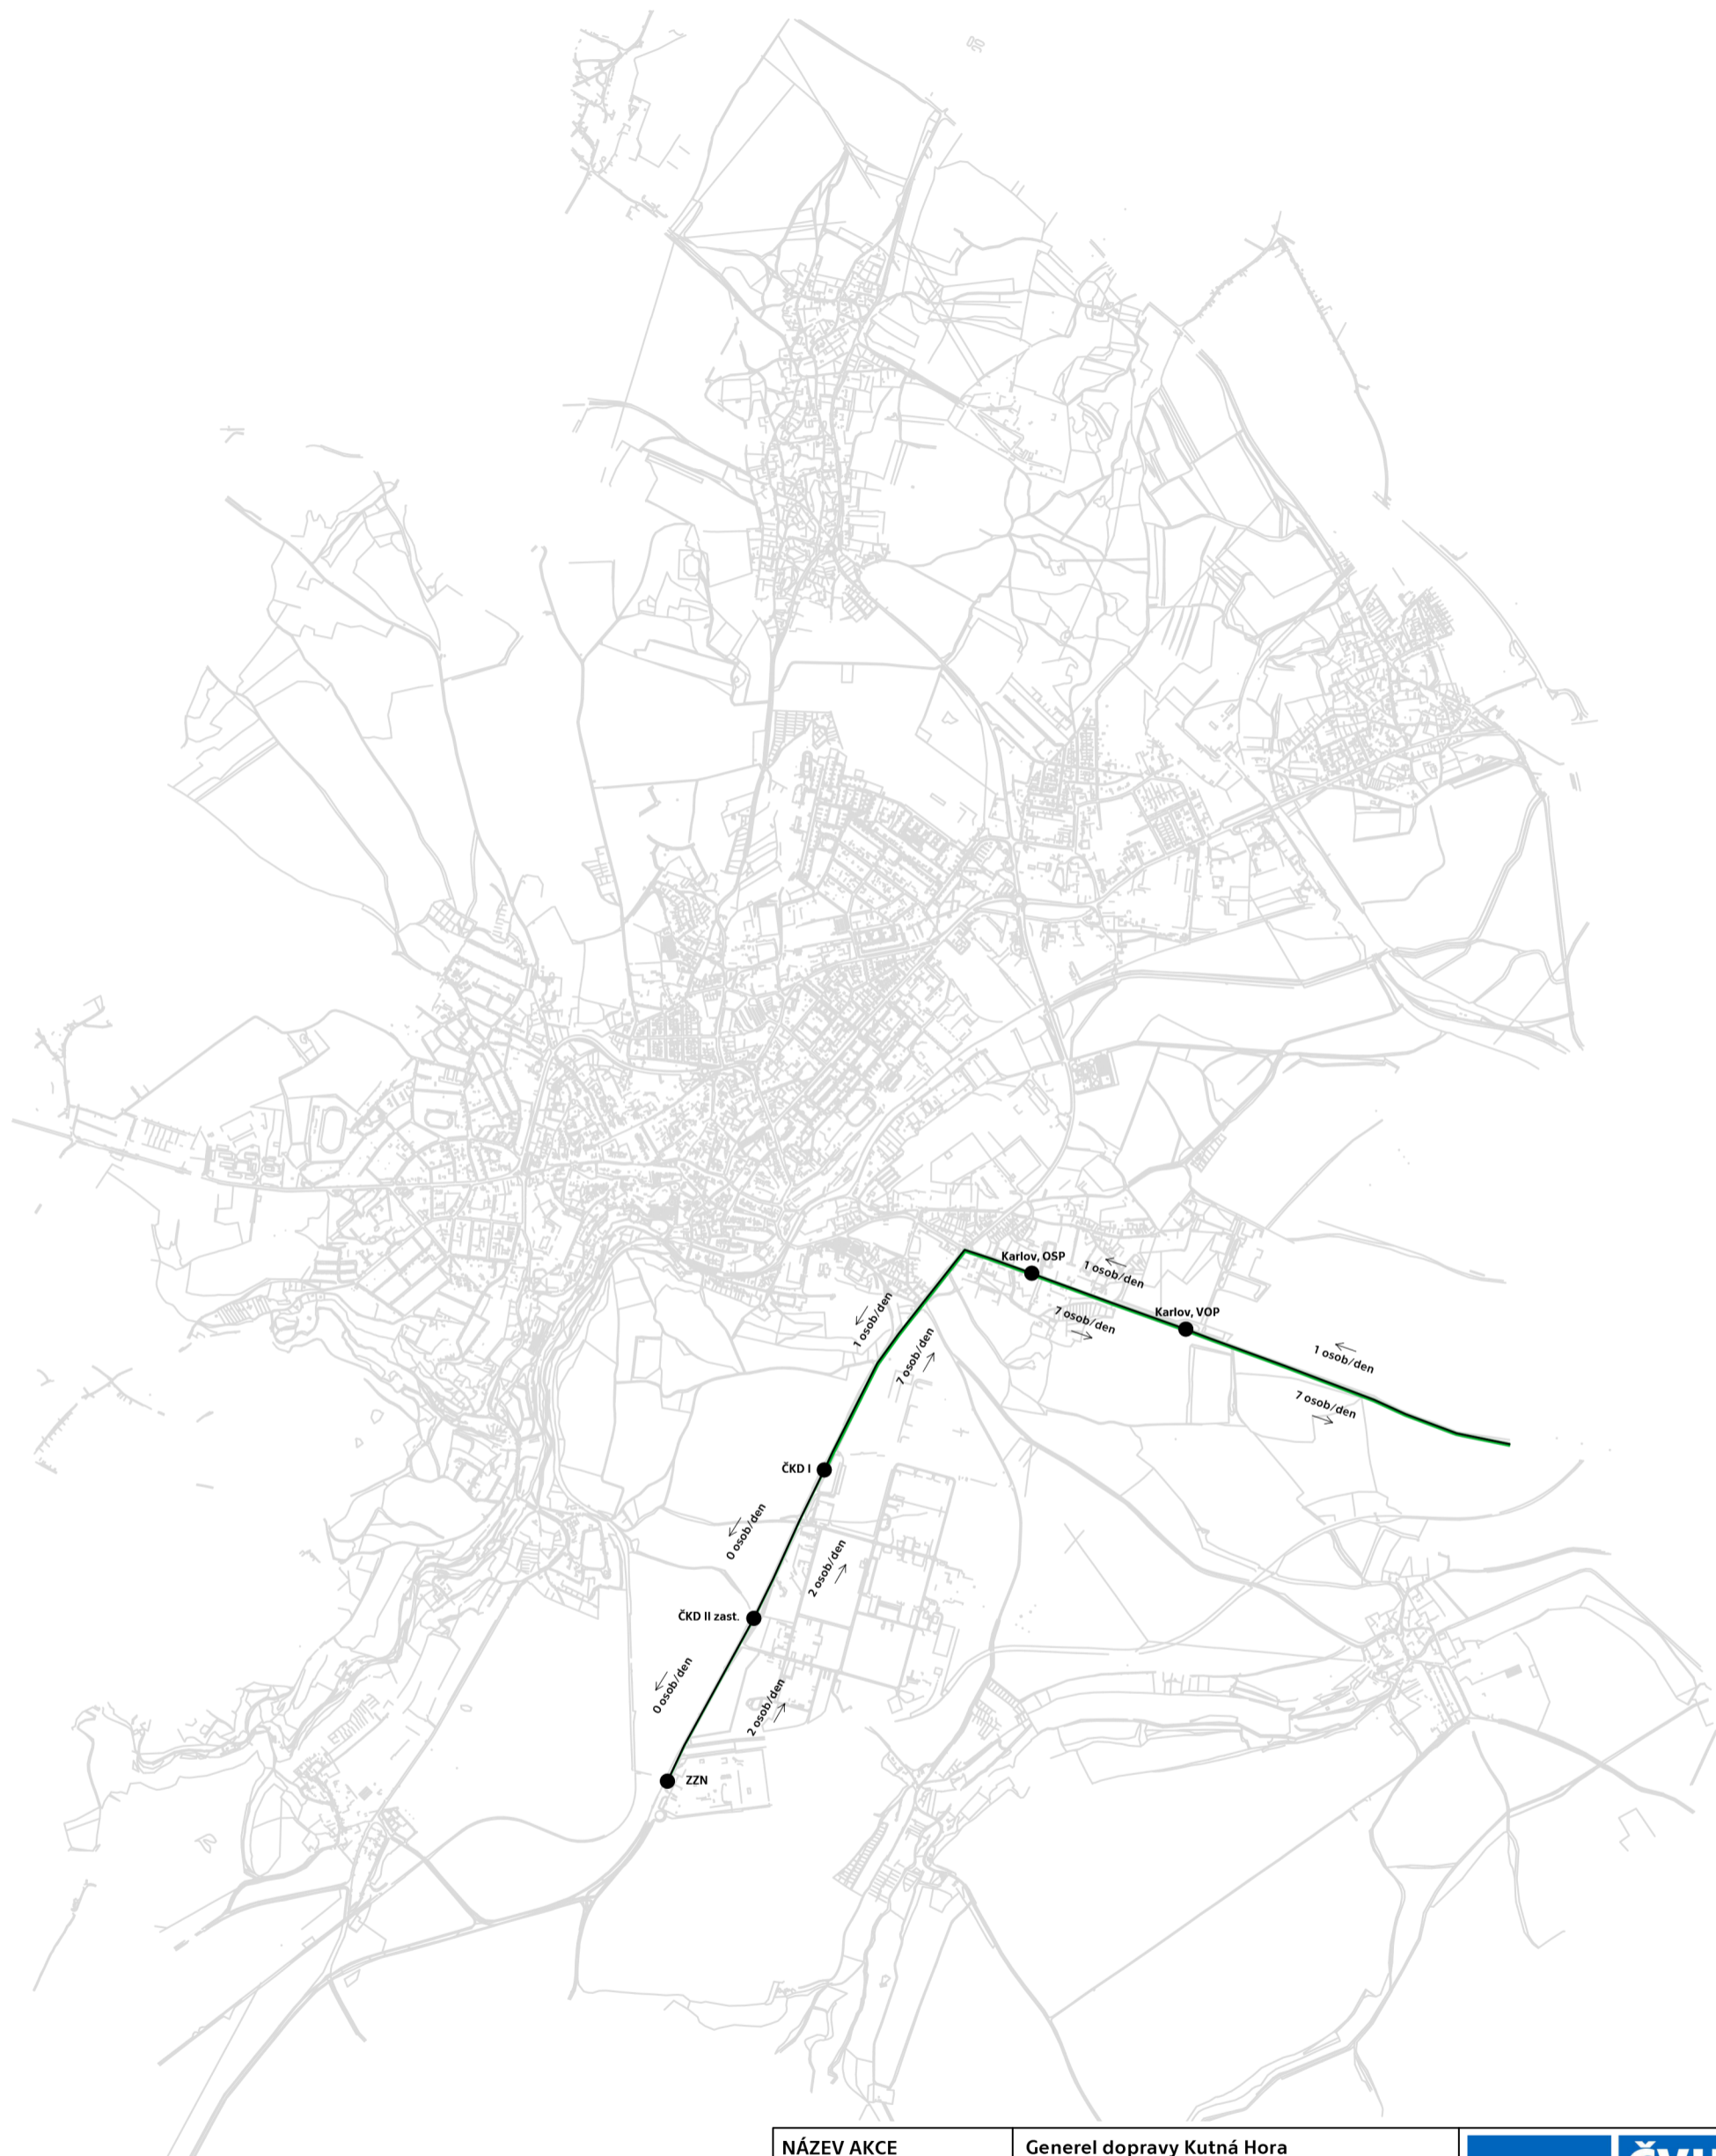 Karlov, OSP
1 osob/den
7 osob/den
Karlov, VOP
1 osob/den
7 osob/den
1 osob/den
7 osob/den
ČKD I
0 osob/den
2 osob/den
ČKD II zast.
0 osob/den
2 osob/den
ZZN
NÁZEV AKCE
Generel dopravy Kutná Hora